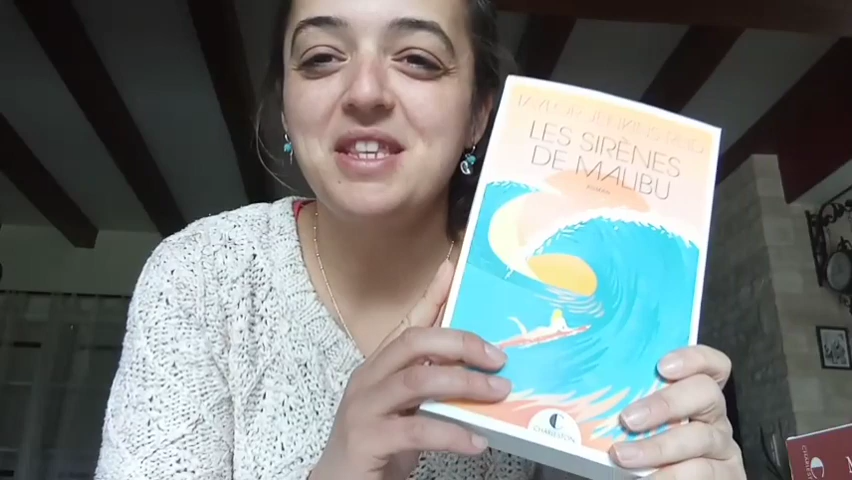 TAYLOR JENKINS REID
LES SIRÈNES
DE MALIBU
ROMAN
CHARLESTON